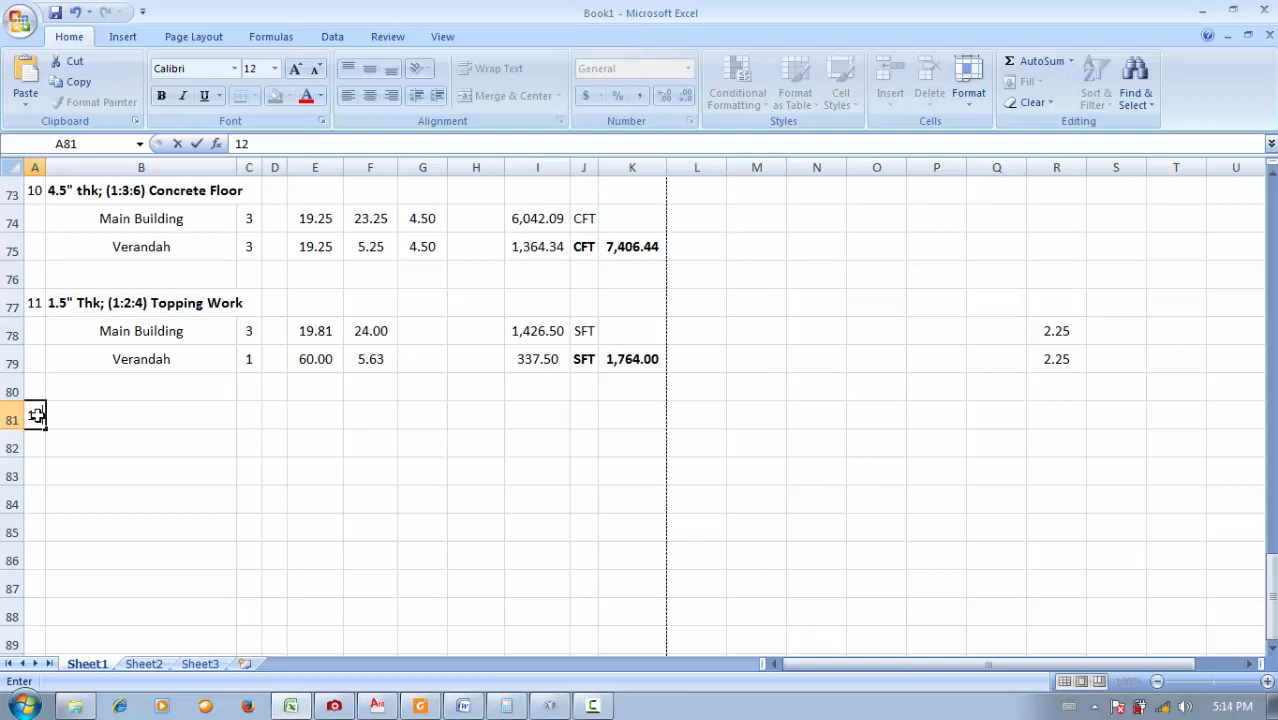 Book1 - Microsoft Excel
Home Insert Page Layout Formulas Data Review View
Paste Cut Copy Format Painter Clipboard
Calibri 12 A A B I U A Font
Wrap Text Merge & Center Alignment
General $ % , .0 .00 .00 .0 Number
Conditional Formatting Format as Table Cell Styles Styles
Insert Delete Format Cells
Σ AutoSum Fill Clear Sort & Filter Find & Select Editing
A81 fx 12
A B C D E F G H I J K L M N O P Q R S T U
73 10 4.5" thk; (1:3:6) Concrete Floor
74 Main Building 3 19.25 23.25 4.50 6,042.09 CFT
75 Verandah 3 19.25 5.25 4.50 1,364.34 CFT 7,406.44
76
77 11 1.5" Thk; (1:2:4) Topping Work
78 Main Building 3 19.81 24.00 1,426.50 SFT 2.25
79 Verandah 1 60.00 5.63 337.50 SFT 1,764.00 2.25
80
81
82
83
84
85
86
87
88
89
Sheet1 Sheet2 Sheet3
Enter 100%
5:14 PM